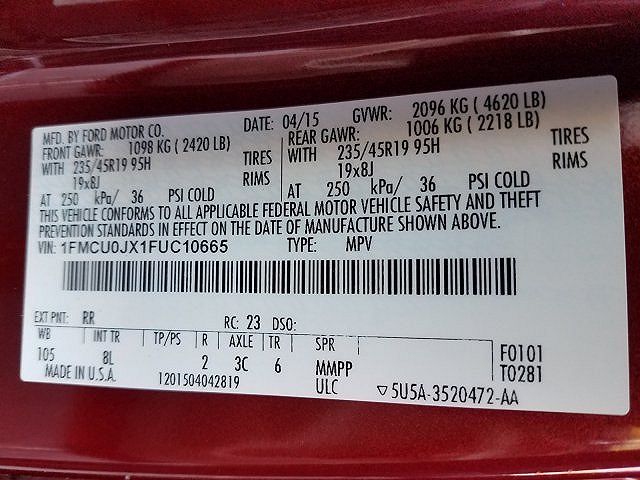 MFD. BY FORD MOTOR CO. DATE: 04/15 GVWR: 2096 KG ( 4620 LB)
FRONT GAWR: 1098 KG ( 2420 LB) REAR GAWR: 1006 KG ( 2218 LB)
WITH 235/45R19 95H TIRES WITH 235/45R19 95H TIRES
19x8J RIMS 19x8J RIMS
AT 250 kPa/ 36 PSI COLD AT 250 kPa/ 36 PSI COLD
THIS VEHICLE CONFORMS TO ALL APPLICABLE FEDERAL MOTOR VEHICLE SAFETY AND THEFT
PREVENTION STANDARDS IN EFFECT ON THE DATE OF MANUFACTURE SHOWN ABOVE.
VIN: 1FMCU0JX1FUC10665 TYPE: MPV
EXT PNT: RR RC: 23 DSO:
WB INT TR TP/PS R AXLE TR SPR F0101
105 8L 2 3C 6 MMPP T0281
MADE IN U.S.A. 1201504042819 ULC ▽5U5A-3520472-AA